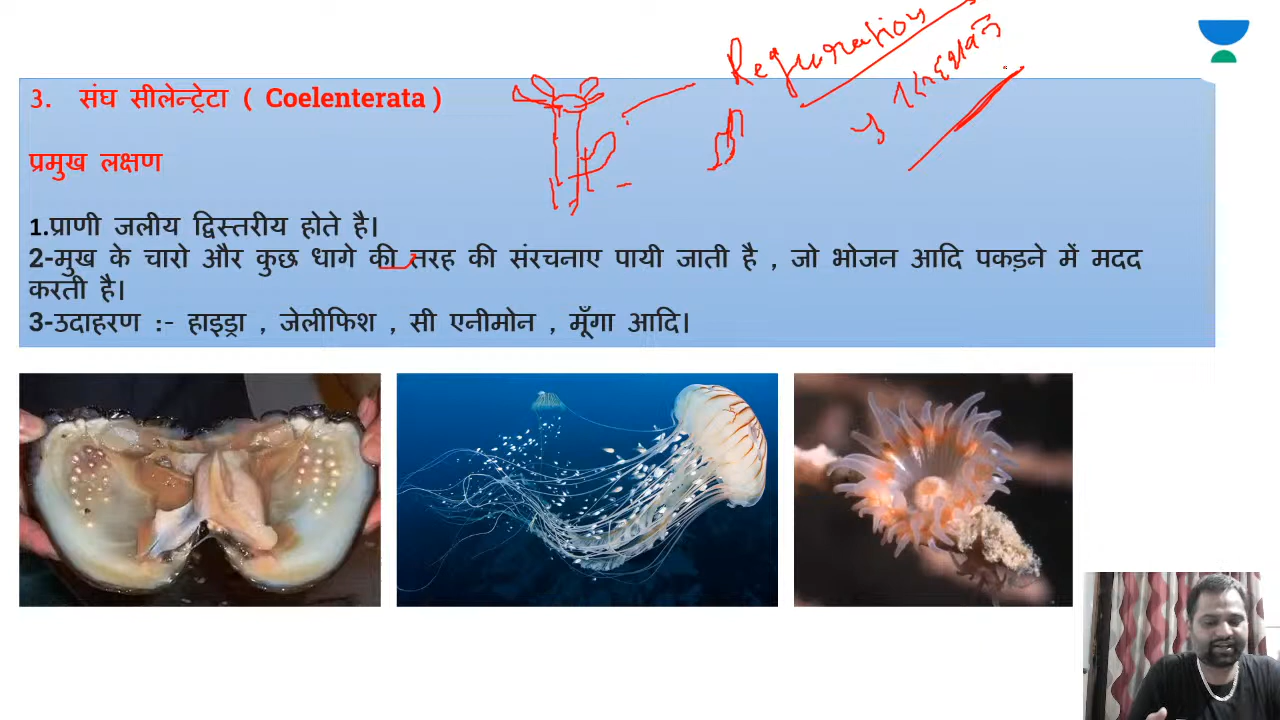 Reguration
3. संघ सीलेन्ट्रेटा ( Coelenterata )
प्रमुख लक्षण
1.प्राणी जलीय द्विस्तरीय होते है।
2-मुख के चारो और कुछ धागे की तरह की संरचनाए पायी जाती है , जो भोजन आदि पकड़ने में मदद
करती है।
3-उदाहरण :- हाइड्रा , जेलीफिश , सी एनीमोन , मूँगा आदि।